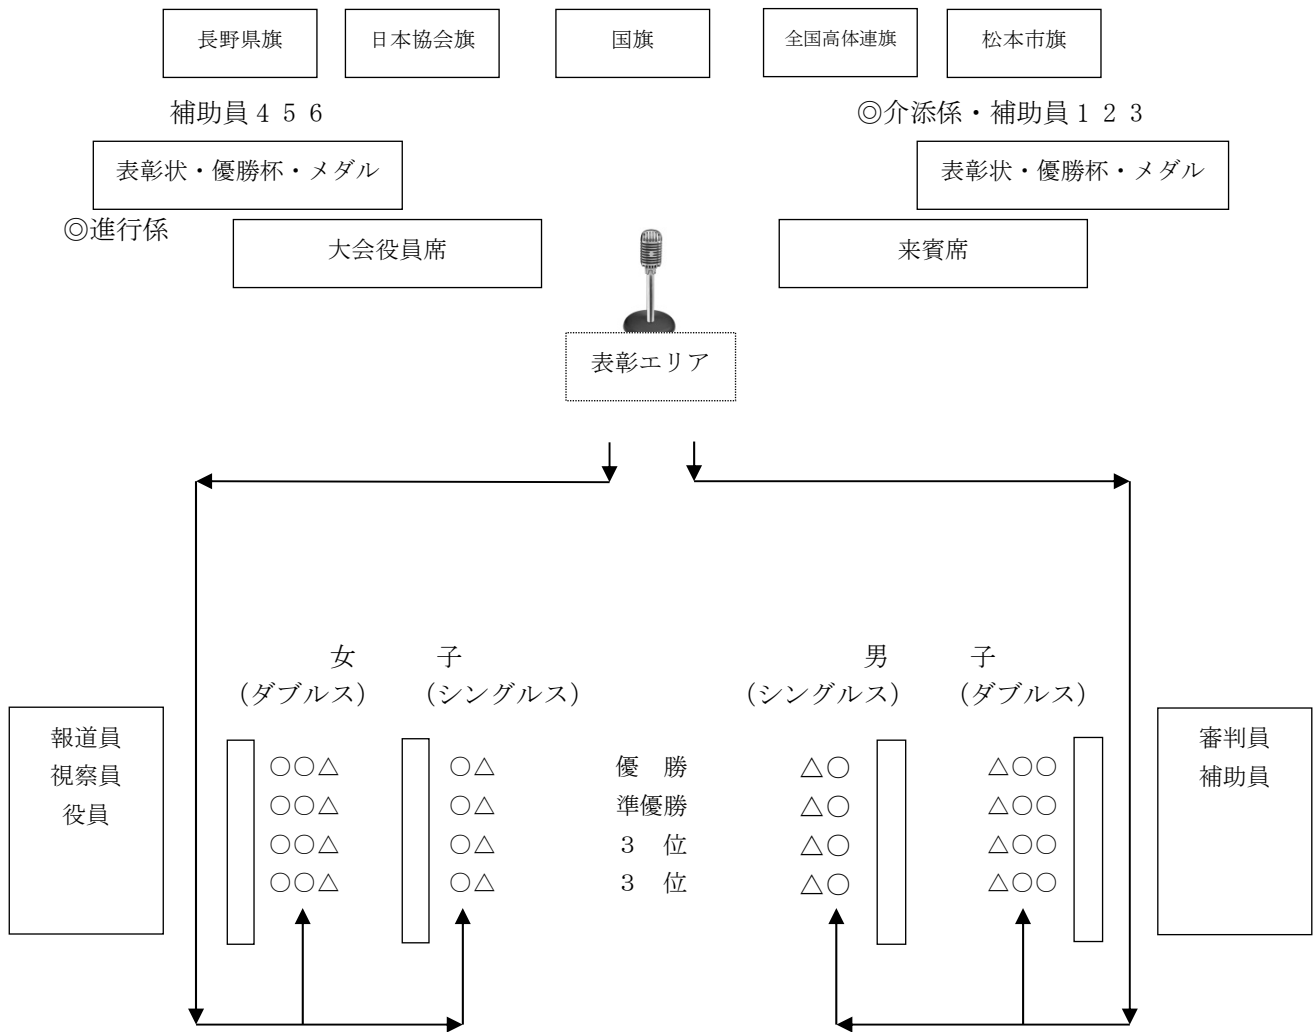 長野県旗 日本協会旗 国旗 全国高体連旗 松本市旗
補助員４５６ ◎介添係・補助員１２３
表彰状・優勝杯・メダル 表彰状・優勝杯・メダル
◎進行係
大会役員席 来賓席
表彰エリア
女 子 男 子
（ダブルス） （シングルス） （シングルス） （ダブルス）
報道員
視察員
役員
○○△ ○△ 優 勝 △○ △○○
○○△ ○△ 準優勝 △○ △○○
○○△ ○△ ３ 位 △○ △○○
○○△ ○△ ３ 位 △○ △○○
審判員
補助員